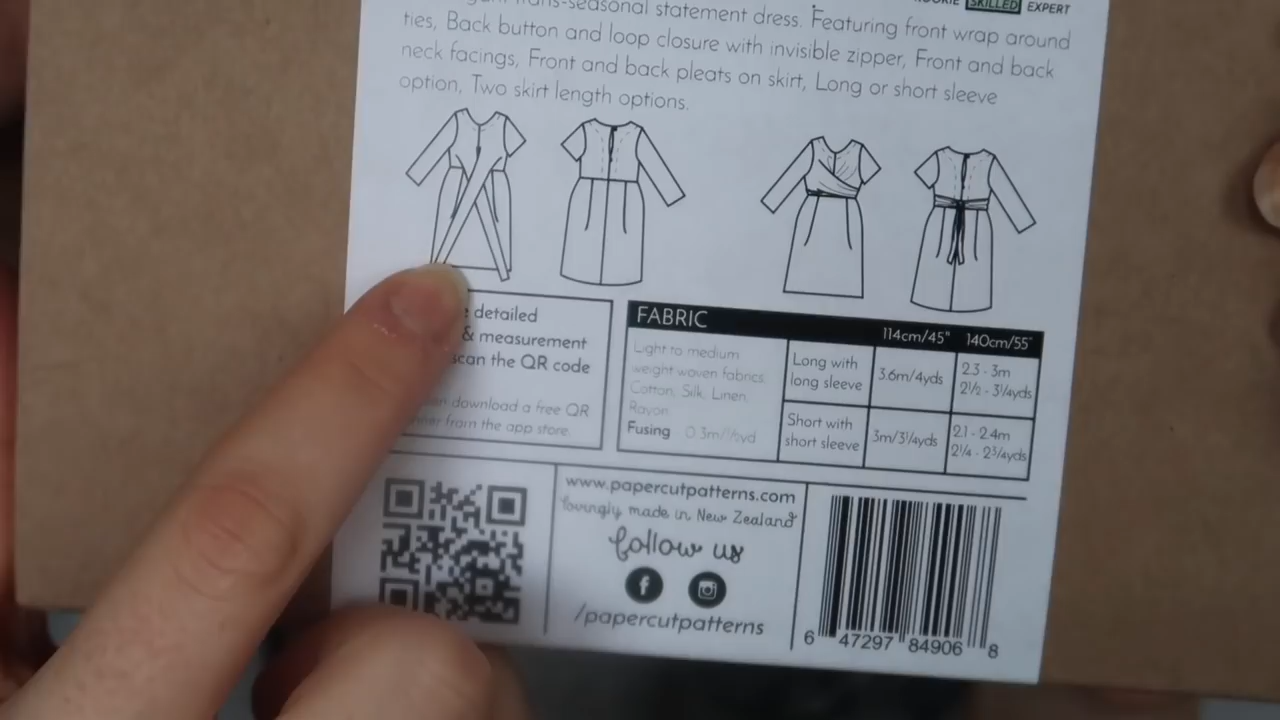 trans-seasonal statement dress. Featuring front wrap around
SKILLED EXPERT
ties, Back button and loop closure with invisible zipper, Front and back
neck facings, Front and back pleats on skirt, Long or short sleeve
option, Two skirt length options.
detailed
& measurement
scan the QR code
download a free QR
from the app store.
FABRIC 114cm/45" 140cm/55"
Light to medium
weight woven fabrics.
Cotton, Silk, Linen,
Rayon
Fusing 0.3m/
Long with
long sleeve
3.6m/4yds
2.3 - 3m
2½ - 3¼yds
Short with
short sleeve
3m/3¼yds
2.1 - 2.4m
2¼ - 2¾yds
www.papercutpatterns.com
lovingly made in New Zealand
follow us
/papercutpatterns
6 47297 84906 8